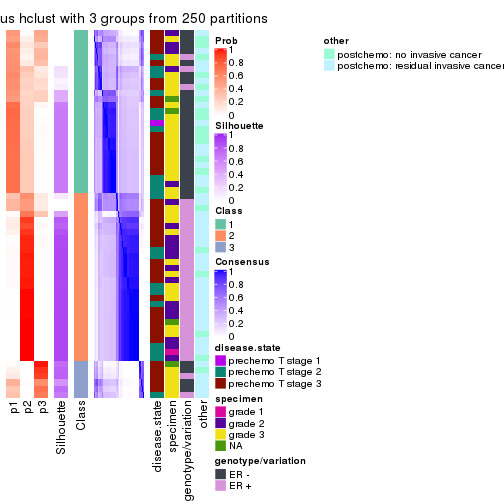 us hclust with 3 groups from 250 partitions
Prob
1
0.8
0.6
0.4
0.2
0
Silhouette
1
0.8
0.6
0.4
0.2
0
Class
1
2
3
Consensus
1
0.8
0.6
0.4
0.2
0
disease.state
prechemo T stage 1
prechemo T stage 2
prechemo T stage 3
specimen
grade 1
grade 2
grade 3
NA
genotype/variation
ER -
ER +
other
postchemo: no invasive cancer
postchemo: residual invasive cancer
p1
p2
p3
Silhouette
Class
disease.state
specimen
genotype/variation
other